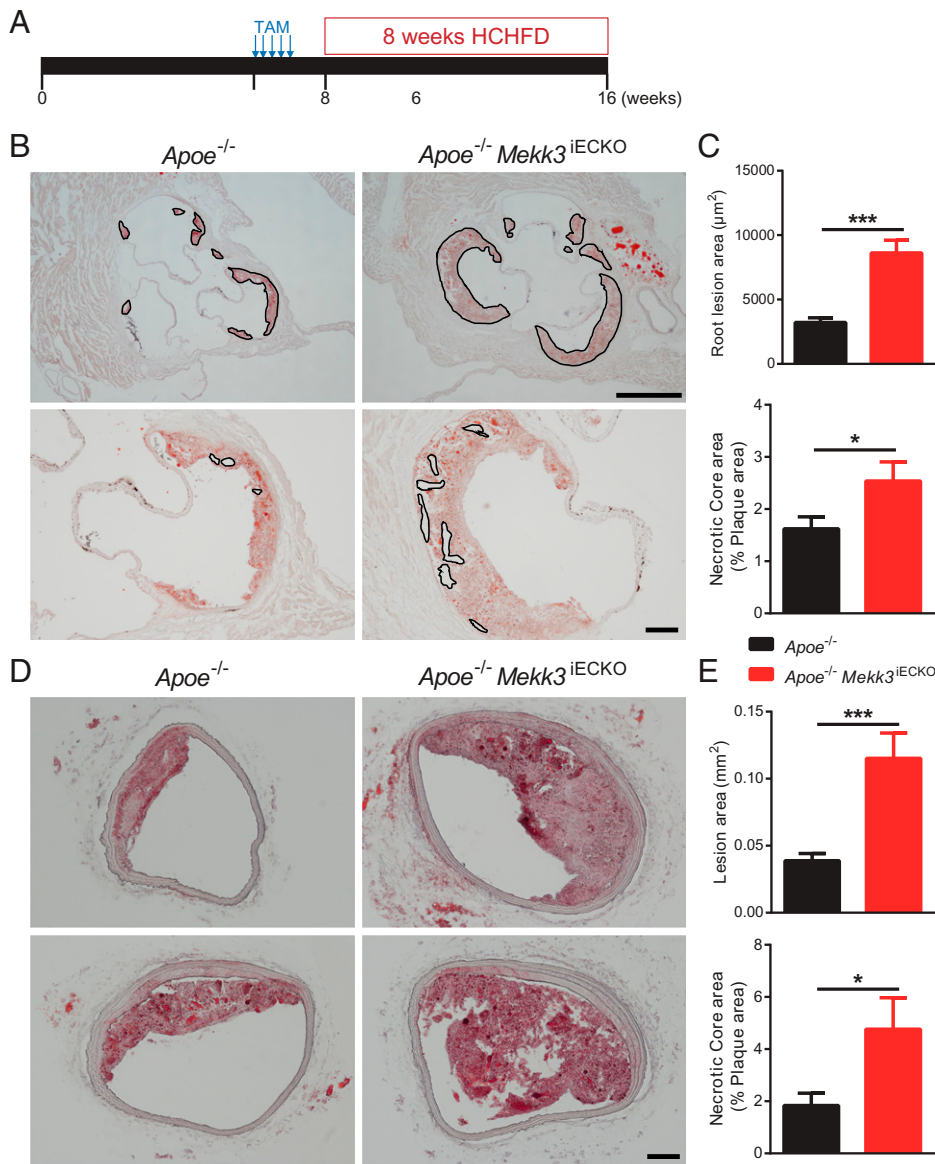 A
TAM
8 weeks HCHFD
0 8 6 16 (weeks)
B
Apoe-/-
Apoe-/- Mekk3iECKO
C
Root lesion area (µm2)
15000
10000
5000
0
***
Necrotic Core area
(% Plaque area)
4
3
2
1
0
*
Apoe-/-
Apoe-/- Mekk3iECKO
D
Apoe-/-
Apoe-/- Mekk3iECKO
E
Lesion area (mm2)
0.15
0.10
0.05
0.00
***
Necrotic Core area
(% Plaque area)
8
6
4
2
0
*